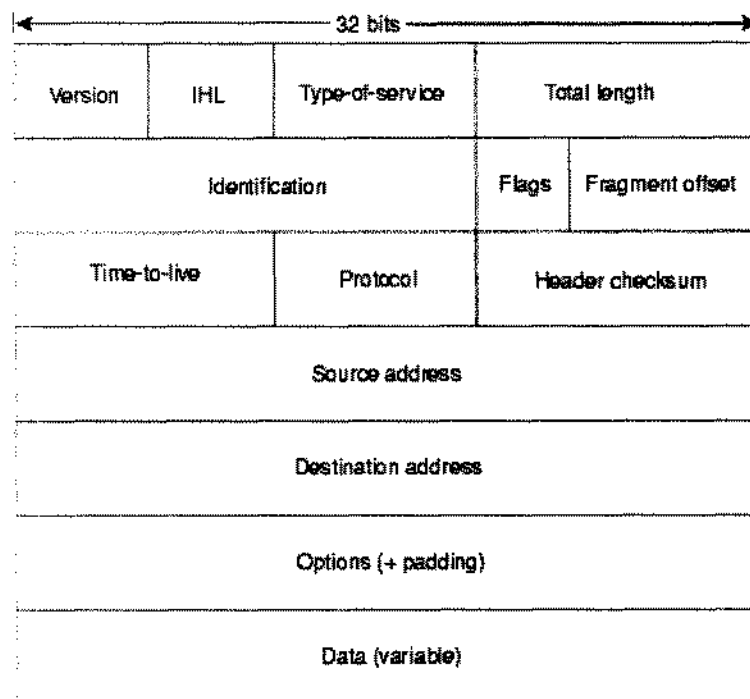 32 bits
Version IHL Type-of-service Total length
Identification Flags Fragment offset
Time-to-live Protocol Header checksum
Source address
Destination address
Options (+ padding)
Data (variable)